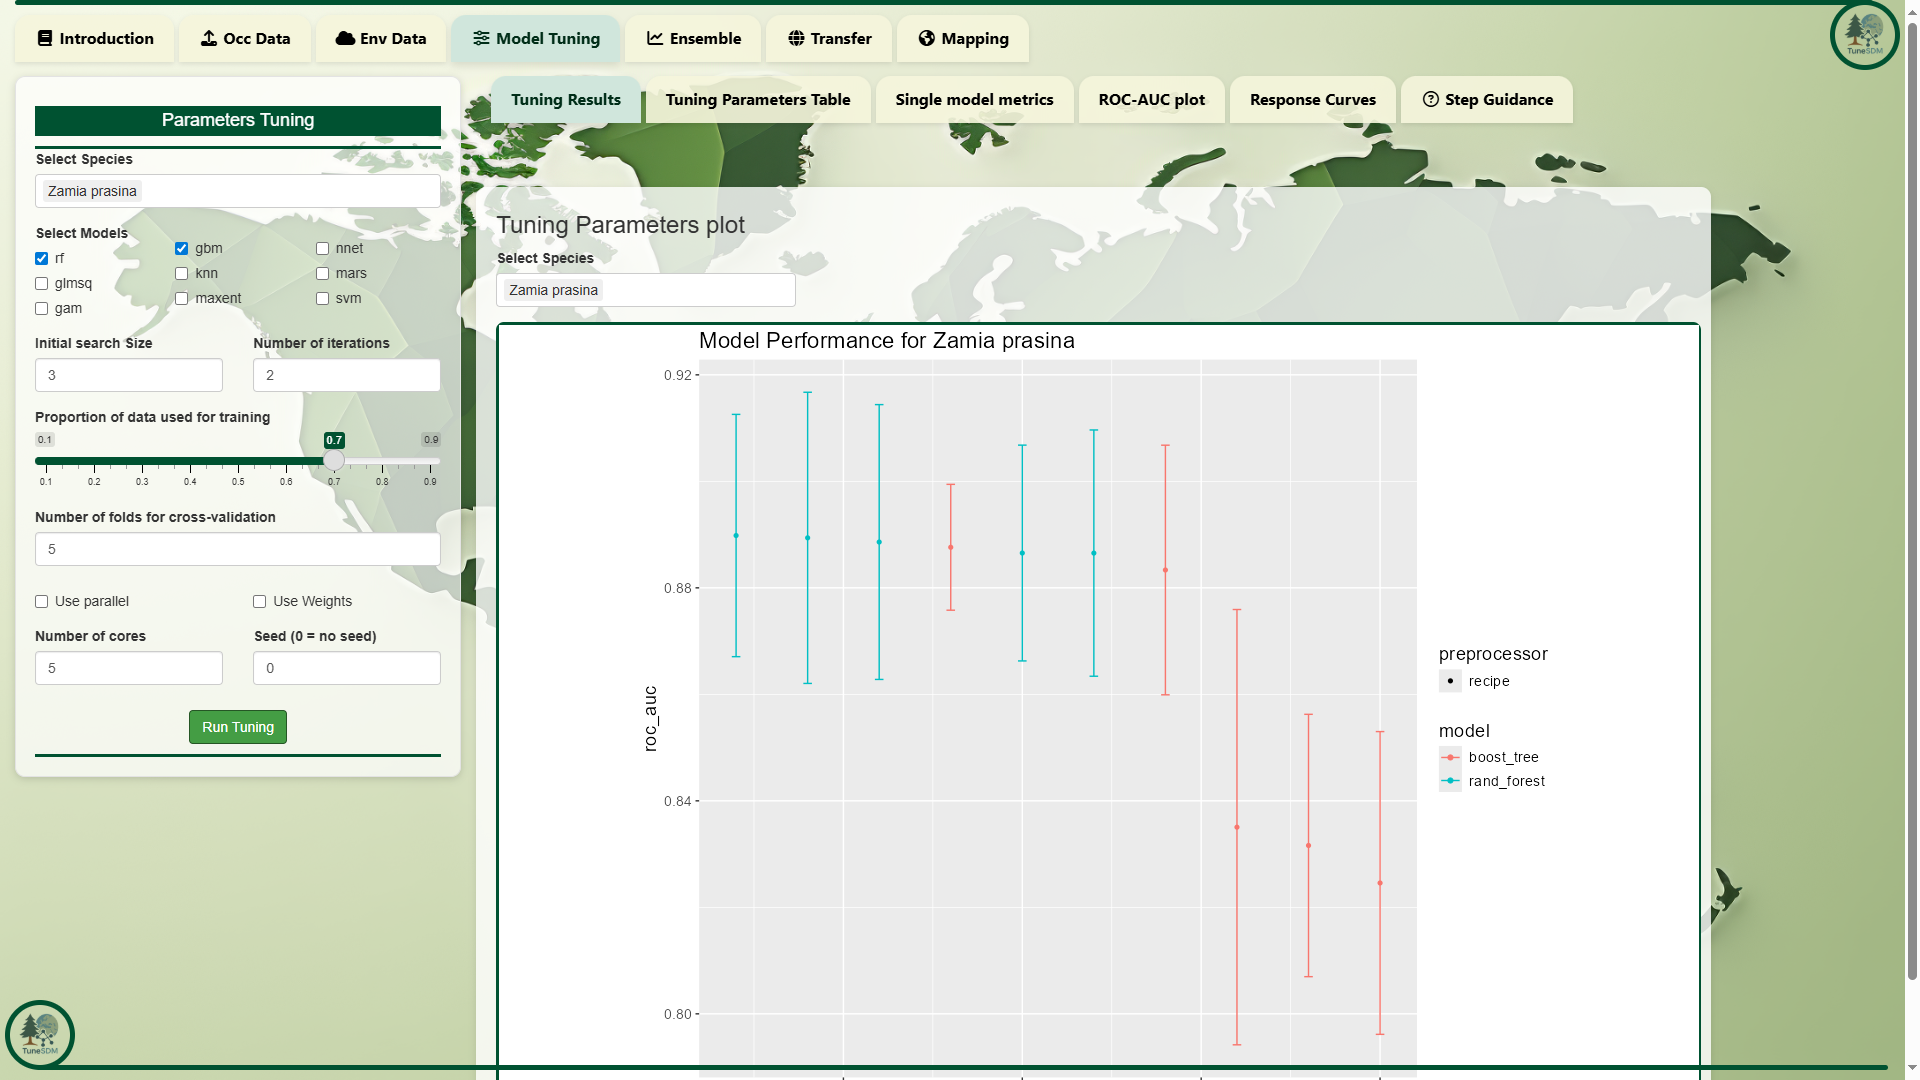 Introduction
Occ Data
Env Data
Model Tuning
Ensemble
Transfer
Mapping
TuneSDM
Tuning Results
Tuning Parameters Table
Single model metrics
ROC-AUC plot
Response Curves
Step Guidance
Parameters Tuning
Select Species
Zamia prasina
Select Models
rf
gbm
nnet
glmsq
knn
mars
gam
maxent
svm
Initial search Size
Number of iterations
3
2
Proportion of data used for training
0.1
0.7
0.9
0.1 0.2 0.3 0.4 0.5 0.6 0.7 0.8 0.9
Number of folds for cross-validation
5
Use parallel
Use Weights
Number of cores
Seed (0 = no seed)
5
0
Run Tuning
Tuning Parameters plot
Select Species
Zamia prasina
Model Performance for Zamia prasina
0.92
0.88
0.84
0.80
roc_auc
preprocessor
recipe
model
boost_tree
rand_forest
TuneSDM